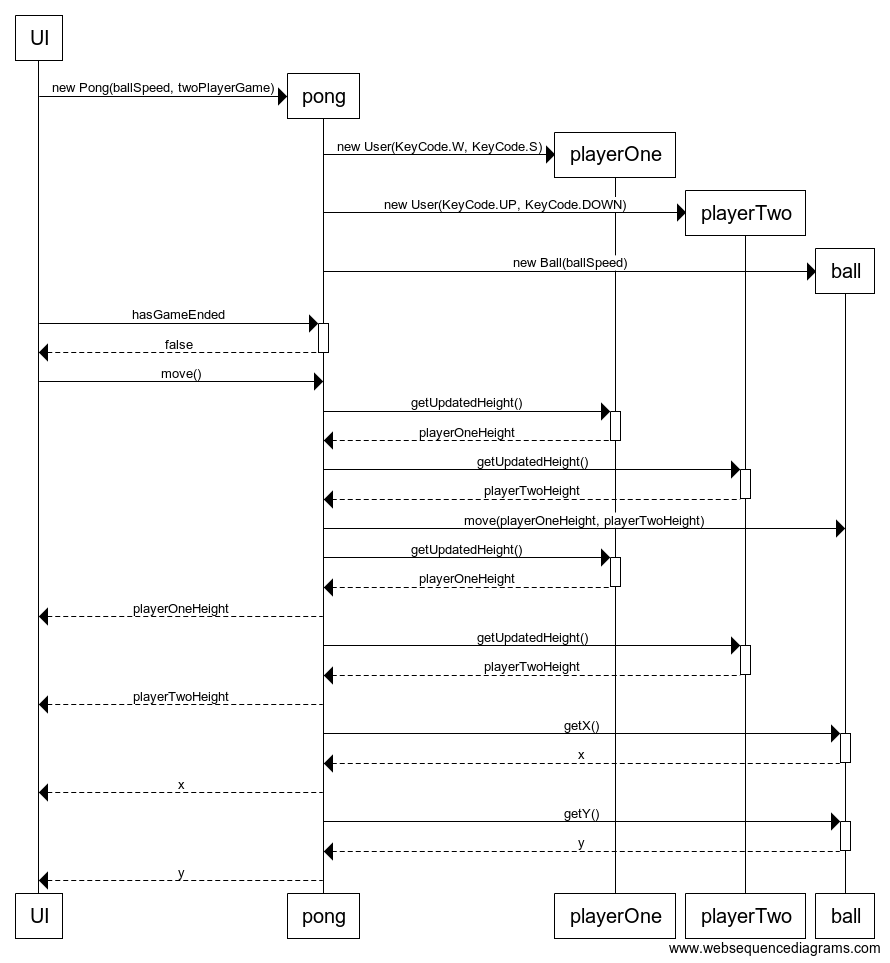 UI
new Pong(ballSpeed, twoPlayerGame)
pong
new User(KeyCode.W, KeyCode.S)
playerOne
new User(KeyCode.UP, KeyCode.DOWN)
playerTwo
new Ball(ballSpeed)
ball
hasGameEnded
false
move()
getUpdatedHeight()
playerOneHeight
getUpdatedHeight()
playerTwoHeight
move(playerOneHeight, playerTwoHeight)
getUpdatedHeight()
playerOneHeight
playerOneHeight
getUpdatedHeight()
playerTwoHeight
playerTwoHeight
getX()
x
x
getY()
y
y
UI
pong
playerOne
playerTwo
ball
www.websequencediagrams.com